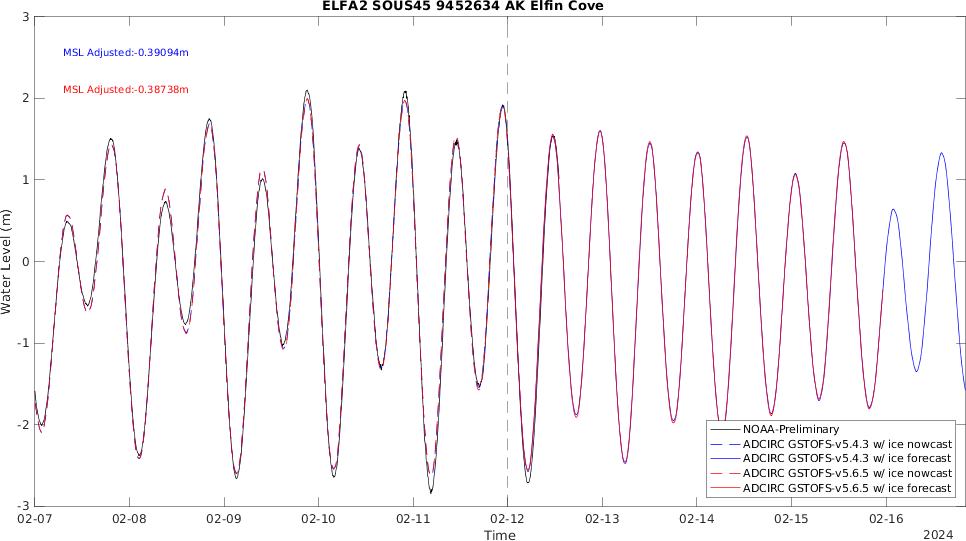 ELFA2 SOUS45 9452634 AK Elfin Cove
MSL Adjusted:-0.39094m
MSL Adjusted:-0.38738m
3
2
1
0
-1
-2
-3
Water Level (m)
NOAA-Preliminary
ADCIRC GSTOFS-v5.4.3 w/ ice nowcast
ADCIRC GSTOFS-v5.4.3 w/ ice forecast
ADCIRC GSTOFS-v5.6.5 w/ ice nowcast
ADCIRC GSTOFS-v5.6.5 w/ ice forecast
02-07 02-08 02-09 02-10 02-11 02-12 02-13 02-14 02-15 02-16
Time
2024